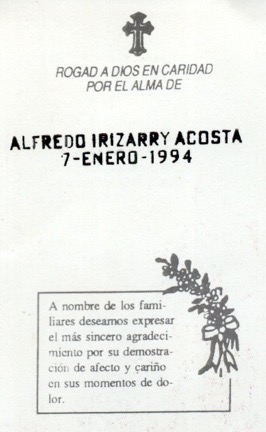 ROGAD A DIOS EN CARIDAD
POR EL ALMA DE
ALFREDO IRIZARRY ACOSTA
7-ENERO-1994
A nombre de los fami-
liares deseamos expresar
el más sincero agradeci-
miento por su demostra-
ción de afecto y cariño
en sus momentos de do-
lor.